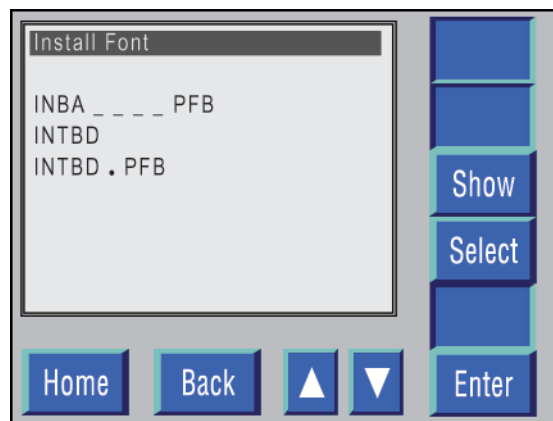 Install Font
INBA _ _ _ _ PFB
INTBD
INTBD . PFB
Show
Select
Home
Back
Enter